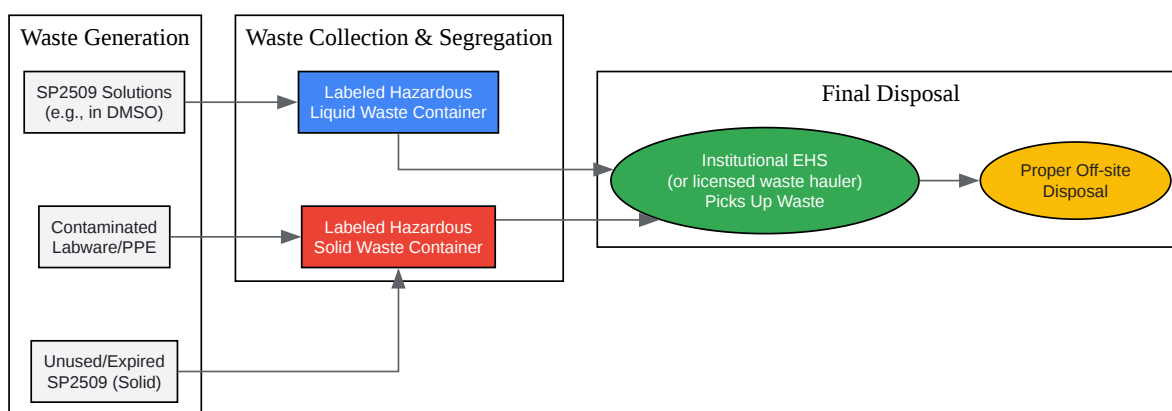 Waste Generation
SP2509 Solutions
(e.g., in DMSO)
Contaminated
Labware/PPE
Unused/Expired
SP2509 (Solid)
Waste Collection & Segregation
Labeled Hazardous
Liquid Waste Container
Labeled Hazardous
Solid Waste Container
Final Disposal
Institutional EHS
(or licensed waste hauler)
Picks Up Waste
Proper Off-site
Disposal